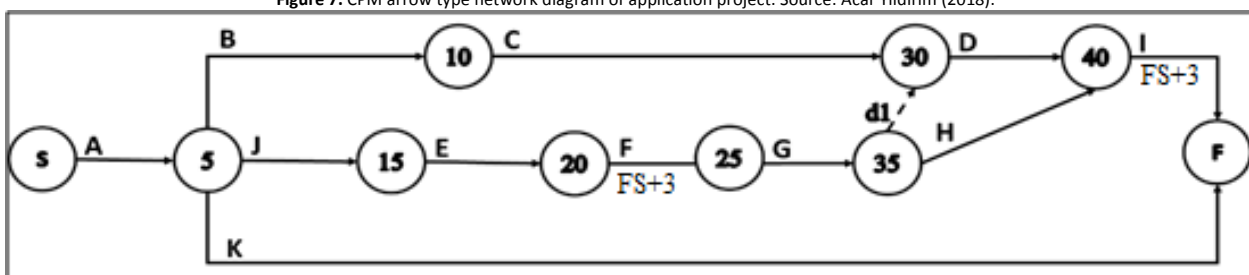 Figure 7. CPM arrow type network diagram of application project. Source: Acar Yıldırım (2018).
B 10 C 30 D 40 I
FS+3
d1
S A 5 J 15 E 20 F 25 G 35 H F
FS+3
K